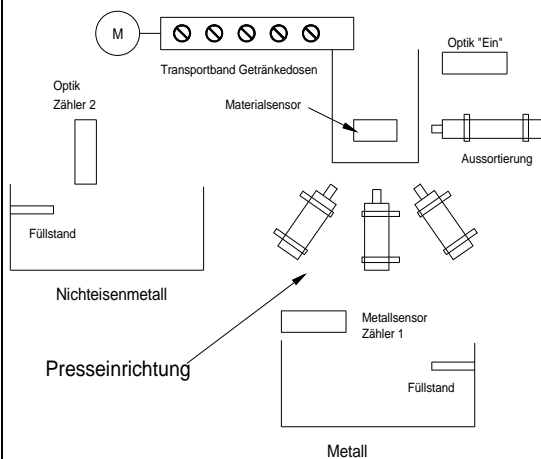 M
Optik "Ein"
Transportband Getränkedosen
Optik
Zähler 2
Materialsensor
Aussortierung
Füllstand
Nichteisenmetall
Metallsensor
Zähler 1
Presseinrichtung
Füllstand
Metall